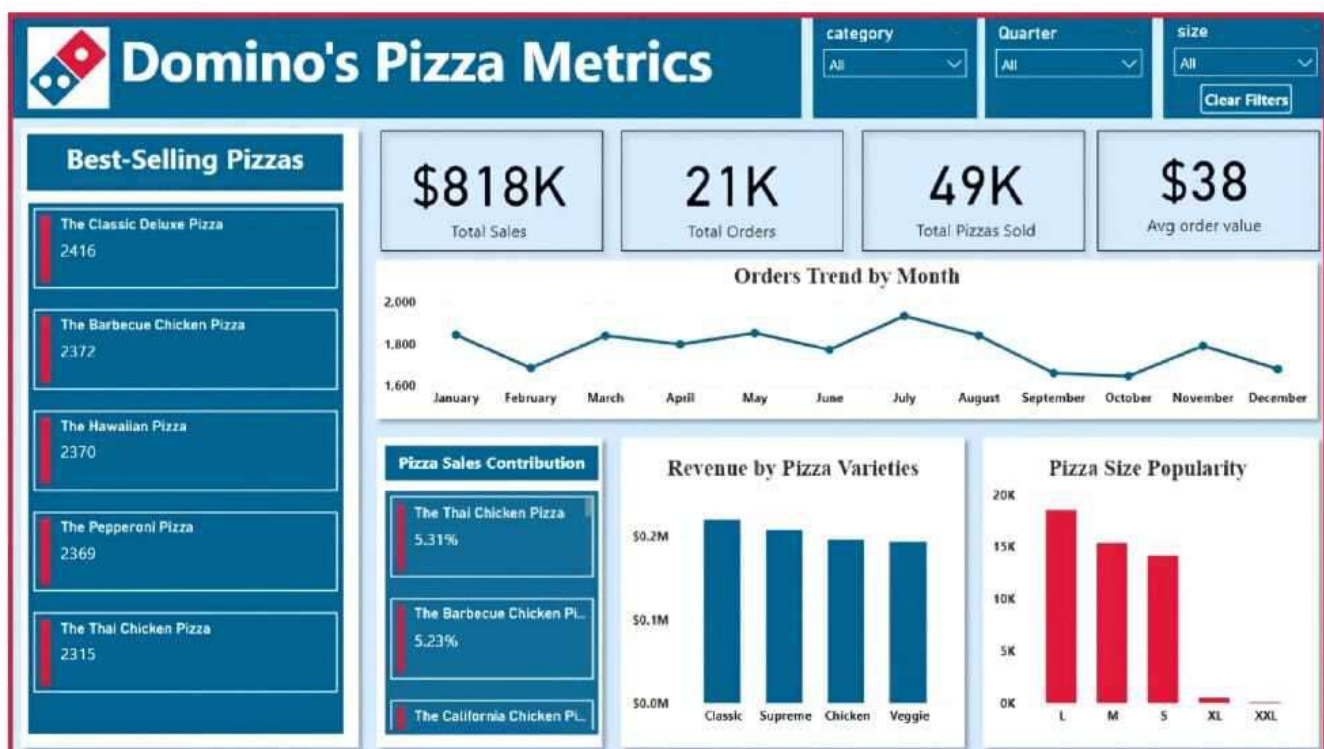 Domino's Pizza Metrics
category
All
Quarter
All
size
All
Clear Filters
Best-Selling Pizzas
The Classic Deluxe Pizza
2416
The Barbecue Chicken Pizza
2372
The Hawaiian Pizza
2370
The Pepperoni Pizza
2369
The Thai Chicken Pizza
2315
$818K
Total Sales
21K
Total Orders
49K
Total Pizzas Sold
$38
Avg order value
Orders Trend by Month
2,000
1,800
1,600
January February March April May June July August September October November December
Pizza Sales Contribution
The Thai Chicken Pizza
5.31%
The Barbecue Chicken Pi...
5.23%
The California Chicken Pi...
Revenue by Pizza Varieties
$0.2M
$0.1M
$0.0M
Classic Supreme Chicken Veggie
Pizza Size Popularity
20K
15K
10K
5K
0K
L M S XL XXL